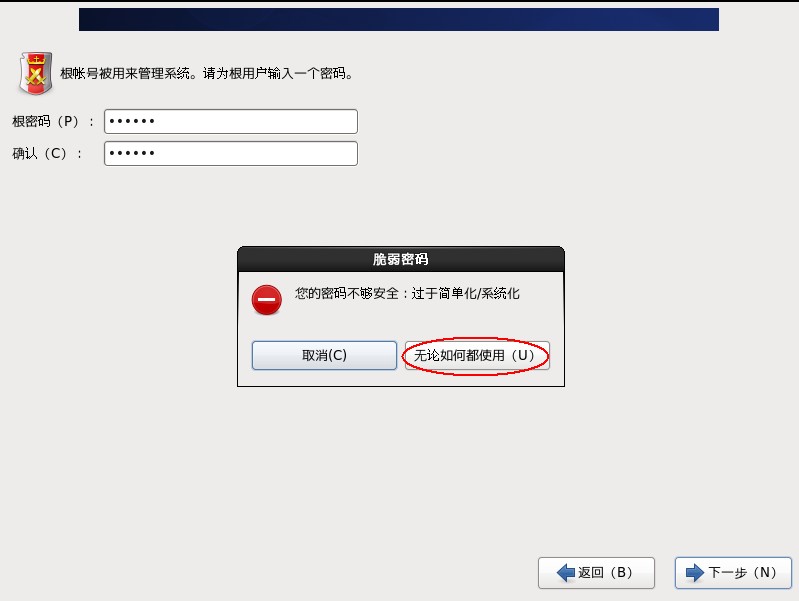 根帐号被用来管理系统。请为根用户输入一个密码。
根密码（P）：
••••••
确认（C）：
••••••
脆弱密码
您的密码不够安全：过于简单化/系统化
取消(C)
无论如何都使用（U）
返回（B）
下一步（N）